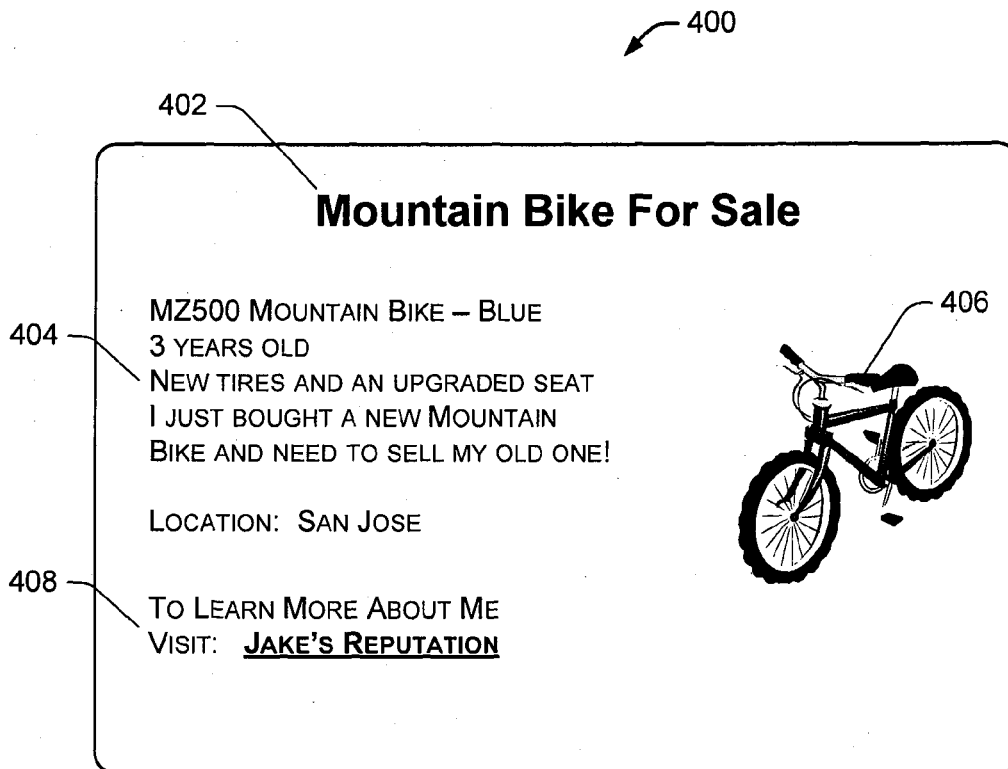 400
402
Mountain Bike For Sale
MZ500 MOUNTAIN BIKE – BLUE
406
404
3 YEARS OLD
NEW TIRES AND AN UPGRADED SEAT
I JUST BOUGHT A NEW MOUNTAIN
BIKE AND NEED TO SELL MY OLD ONE!
LOCATION: SAN JOSE
408
TO LEARN MORE ABOUT ME
VISIT: JAKE'S REPUTATION